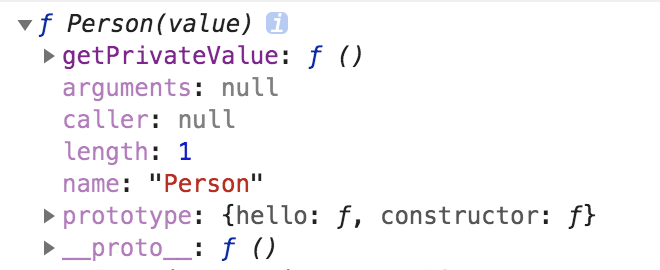 ▼ƒ Person(value) i
▶getPrivateValue: ƒ ()
arguments: null
caller: null
length: 1
name: "Person"
▶prototype: {hello: ƒ, constructor: ƒ}
▶__proto__: ƒ ()